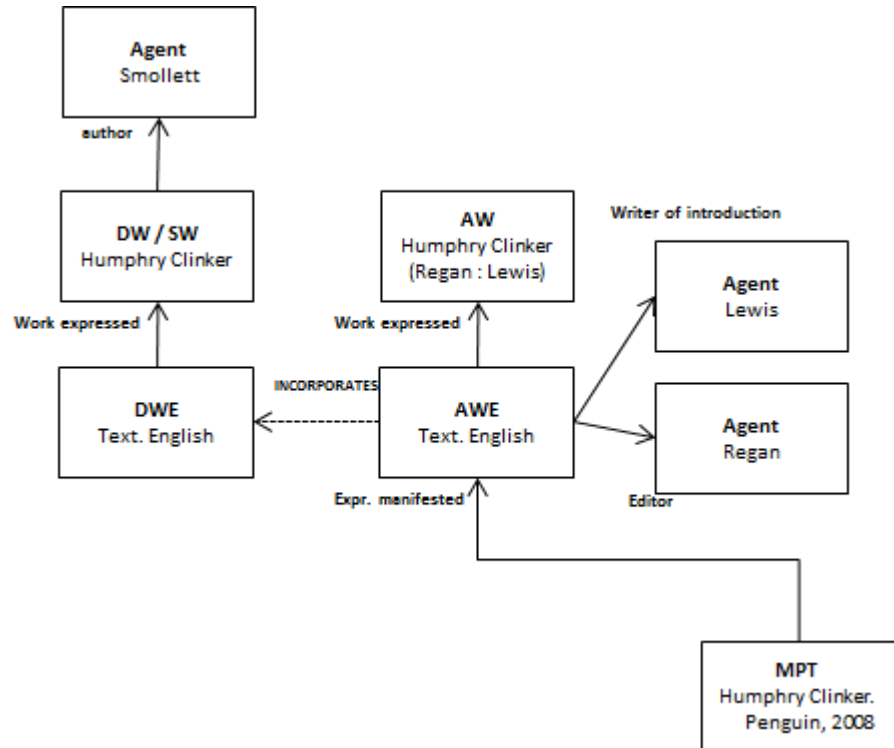 Agent
Smollett
author
DW / SW
Humphry Clinker
AW
Humphry Clinker
(Regan : Lewis)
Writer of introduction
Agent
Lewis
Work expressed
Work expressed
DWE
Text. English
INCORPORATES
AWE
Text. English
Agent
Regan
Expr. manifested
Editor
MPT
Humphry Clinker.
Penguin, 2008